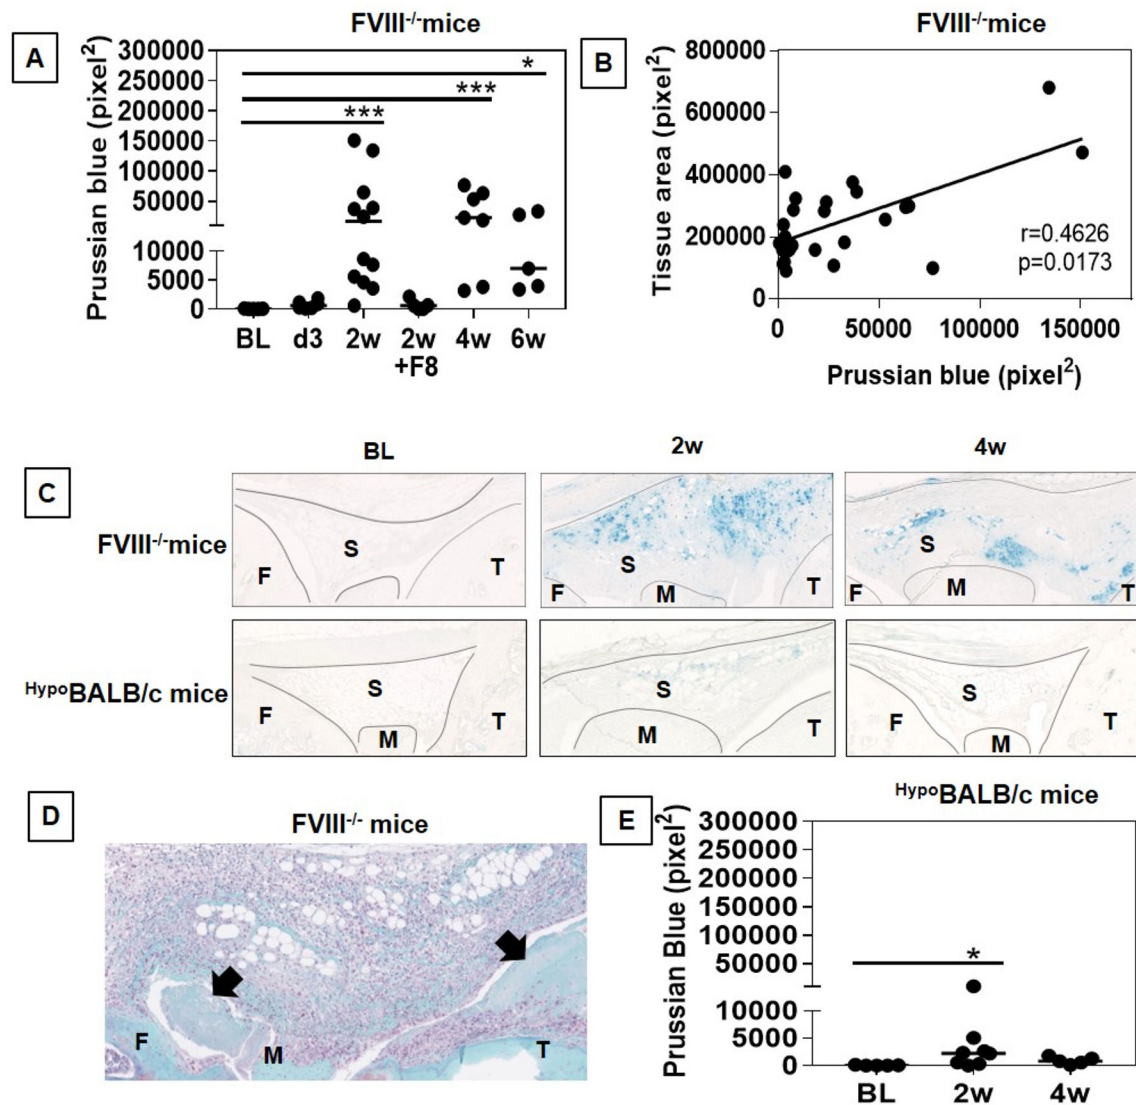 FVIII-/-mice
A
Prussian blue (pixel2)
300000
250000
200000
150000
100000
50000
10000
5000
0
*
***
***
BL d3 2w 2w 4w 6w
+F8
FVIII-/-mice
B
Tissue area (pixel2)
800000
600000
400000
200000
0
r=0.4626
p=0.0173
0 50000 100000 150000
Prussian blue (pixel2)
C
BL 2w 4w
FVIII-/-mice
S
F T
S
F M T
S
F M T
HypoBALB/c mice
S
F T
M
S
M T
S
F T
M
D
FVIII-/- mice
F M T
E
HypoBALB/c mice
Prussian Blue (pixel2)
300000
250000
200000
150000
100000
50000
10000
5000
0
*
BL 2w 4w